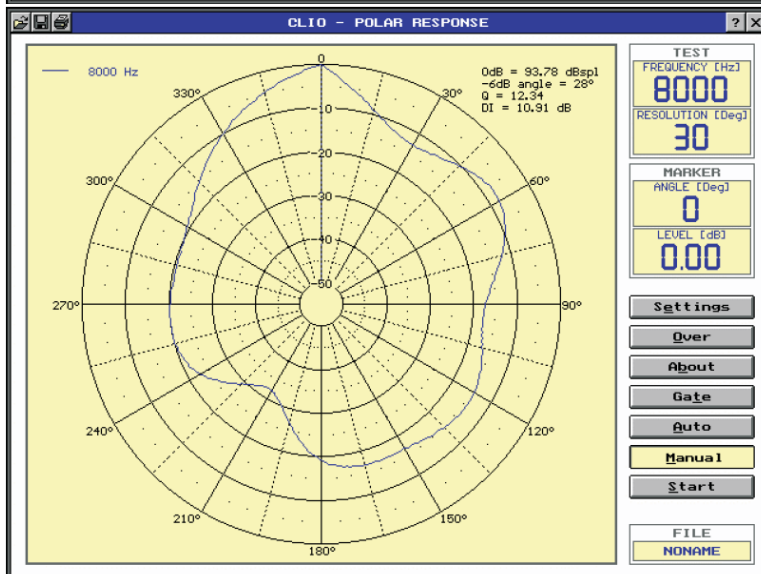 CLIO - POLAR RESPONSE
? X
8000 Hz
0dB = 93.78 dBspl
-6dB angle = 28°
Q = 12.34
DI = 10.91 dB
0
330°
30°
-10
-20
300°
60°
-30
-40
-50
270°
90°
240°
120°
210°
150°
180°
TEST
FREQUENCY [Hz]
8000
RESOLUTION [Deg]
30
MARKER
ANGLE [Deg]
0
LEVEL [dB]
0.00
Settings
Over
About
Gate
Auto
Manual
Start
FILE
NONAME